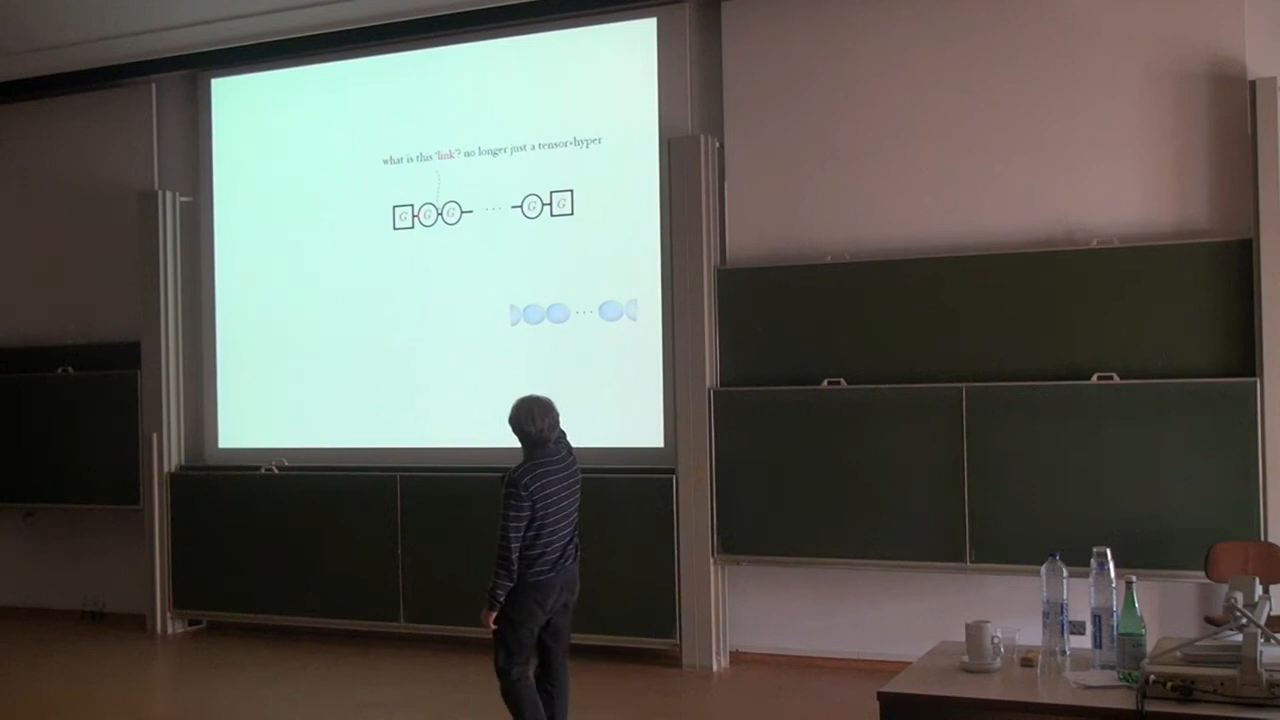 what is this 'link'? no longer just a tensor·hyper
G G G ... G G